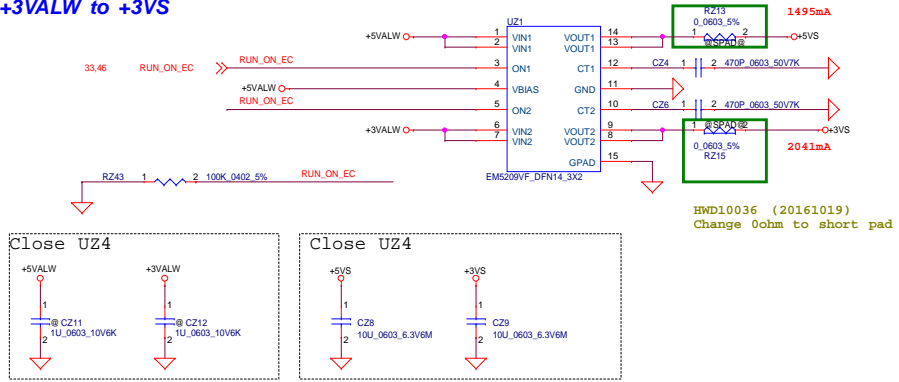 +3VALW to +3VS
UZ1
RZ13
0_0603_5%
1495mA
+5VALW
1 VIN1 VOUT1 14
2 VIN1 VOUT1 13
1 2
@SPAD@
+5VS
33,46 RUN_ON_EC
RUN_ON_EC
3 ON1 CT1 12
CZ4 1 2 470P_0603_50V7K
+5VALW
4 VBIAS GND 11
RUN_ON_EC
5 ON2 CT2 10
CZ6 1 2 470P_0603_50V7K
+3VALW
6 VIN2 VOUT2 9
7 VIN2 VOUT2 8
1 @SPAD@ 2
+3VS
0_0603_5%
RZ15
2041mA
GPAD 15
EM5209VF_DFN14_3X2
RZ43 1 2 100K_0402_5% RUN_ON_EC
HWD10036 (20161019)
Change 0ohm to short pad
Close UZ4
+5VALW +3VALW
1 1
@ CZ11 @ CZ12
1U_0603_10V6K 1U_0603_10V6K
2 2
Close UZ4
+5VS +3VS
1 1
CZ8 CZ9
10U_0603_6.3V6M 10U_0603_6.3V6M
2 2